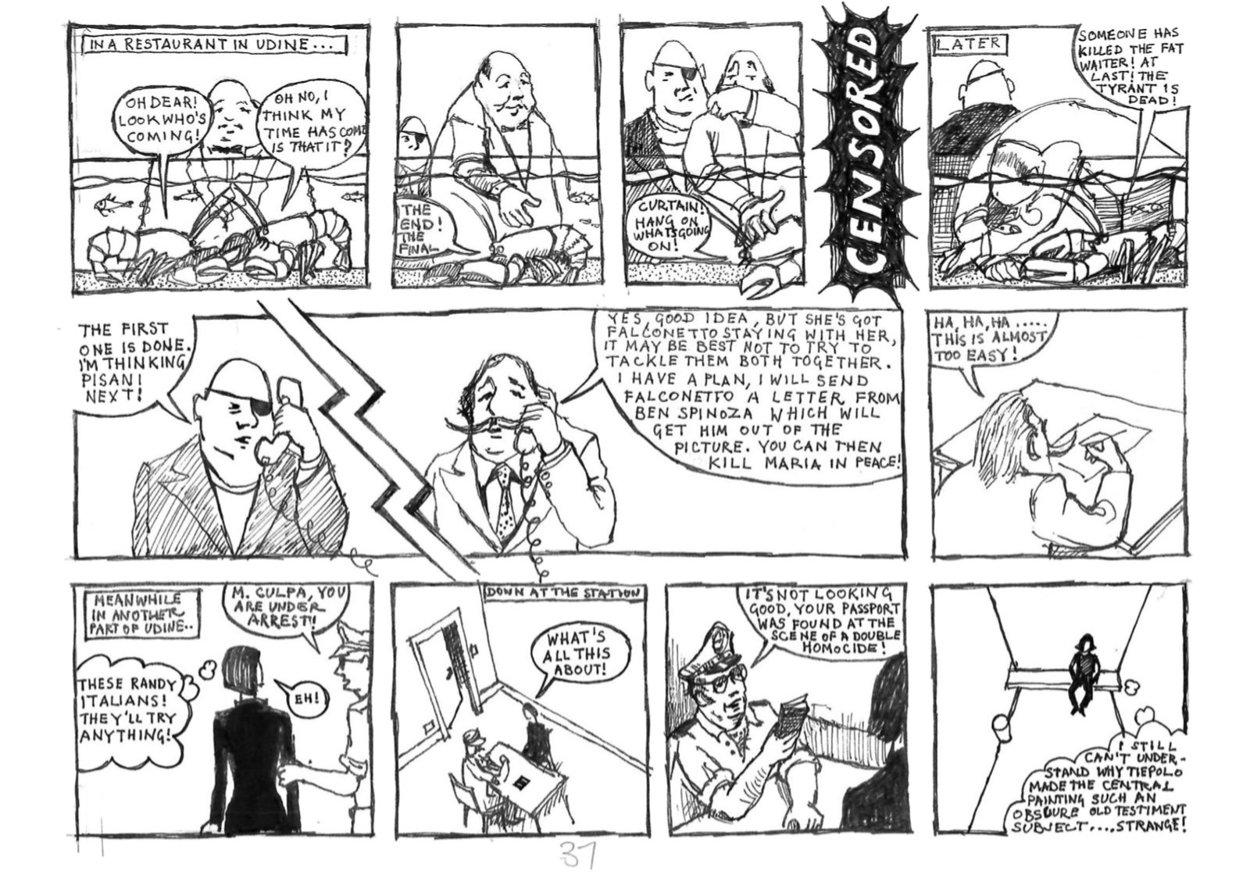 IN A RESTAURANT IN UDINE...
OH DEAR!
LOOK WHO'S
COMING!
OH NO, I
THINK MY
TIME HAS COME
IS THAT IT?
THE
END!
THE
FINAL
CURTAIN!
HANG ON
WHAT'S GOING
ON!
CENSORED
LATER
SOMEONE HAS
KILLED THE FAT
WAITER! AT
LAST! THE
TYRANT IS
DEAD!
THE FIRST
ONE IS DONE.
I'M THINKING
PISANI
NEXT!
YES, GOOD IDEA, BUT SHE'S GOT
FALCONETTO STAYING WITH HER,
IT MAY BE BEST NOT TO TRY TO
TACKLE THEM BOTH TOGETHER.
I HAVE A PLAN, I WILL SEND
FALCONETTO A LETTER FROM
BEN SPINOZA WHICH WILL
GET HIM OUT OF THE
PICTURE. YOU CAN THEN
KILL MARIA IN PEACE!
HA, HA, HA .....
THIS IS ALMOST
TOO EASY!
MEANWHILE
IN ANOTHER
PART OF UDINE..
M. CULPA, YOU
ARE UNDER
ARREST!
THESE RANDY
ITALIANS!
THEY'LL TRY
ANYTHING!
EH!
DOWN AT THE STATION
WHAT'S
ALL THIS
ABOUT!
IT'S NOT LOOKING
GOOD, YOUR PASSPORT
WAS FOUND AT THE
SCENE OF A DOUBLE
HOMOCIDE!
I STILL
CAN'T UNDER-
STAND WHY TIEPOLO
MADE THE CENTRAL
PAINTING SUCH AN
OBSCURE OLD TESTIMENT
SUBJECT...., STRANGE!
37